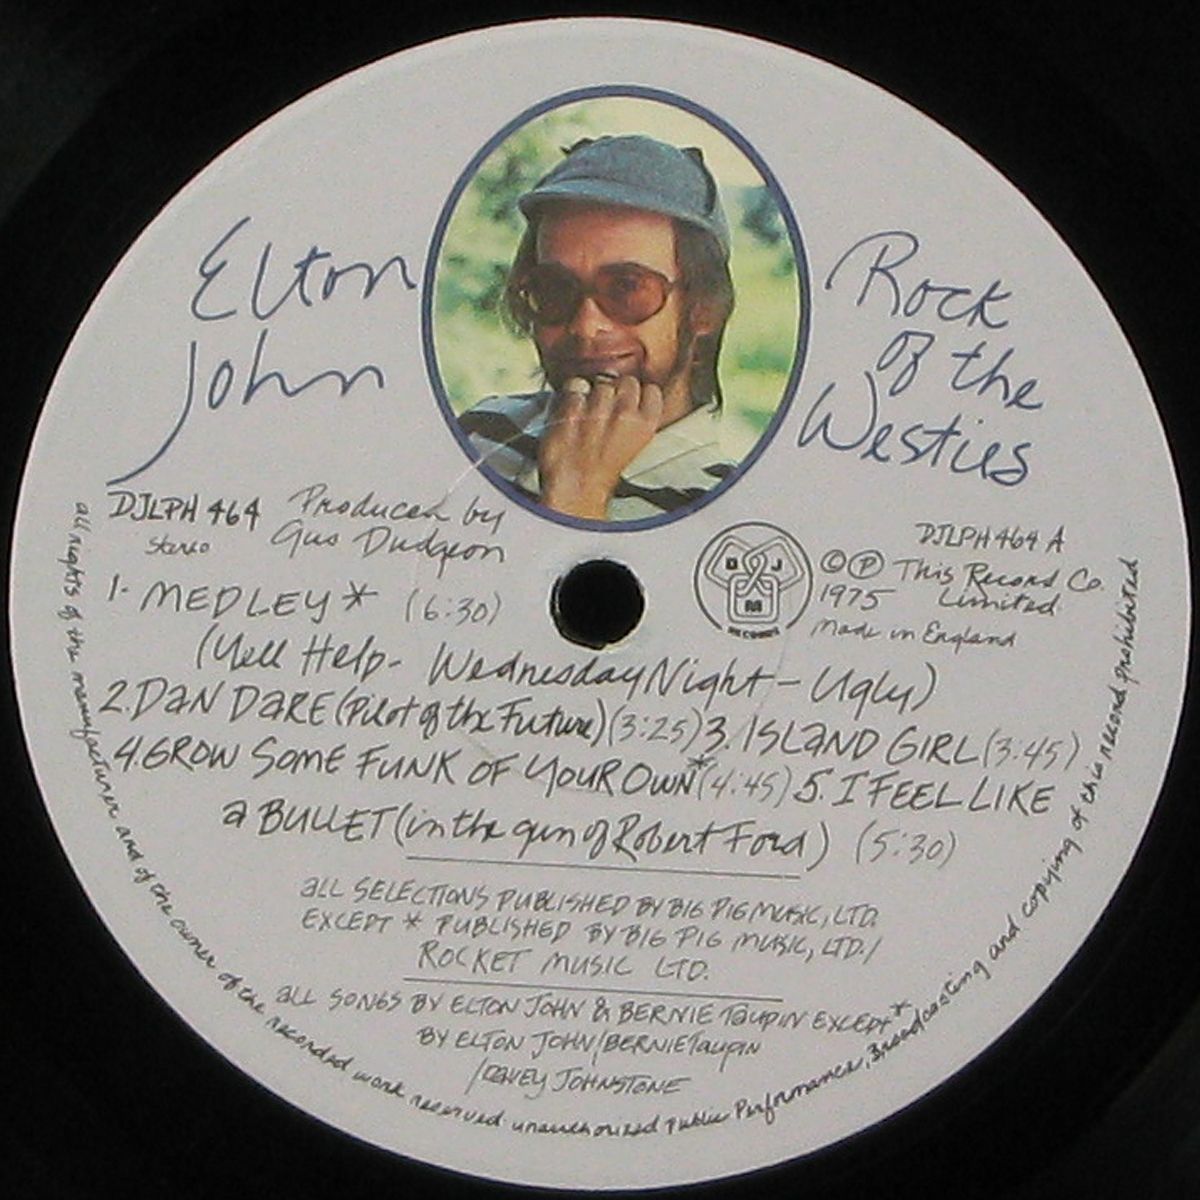 Elton
John
Rock
of the
Westies
DJLPH 464
Stereo
Produced by
Gus Dudgeon
DJM
RECORDS
DJLPH 464 A
© ℗ This Record Co.
1975 Limited
Made in England
1. MEDLEY* (6:30)
(Yell Help- Wednesday Night- Ugly)
2. DAN DARE (Pilot of the Future) (3:25) 3. ISLAND GIRL (3:45)
4. GROW SOME FUNK OF YOUR OWN* (4:45) 5. I FEEL LIKE
a BULLET (in the gun of Robert Ford) (5:30)
ALL SELECTIONS PUBLISHED BY BIG PIG MUSIC, LTD.
EXCEPT * PUBLISHED BY BIG PIG MUSIC, LTD./
ROCKET MUSIC LTD.
ALL SONGS BY ELTON JOHN & BERNIE TAUPIN EXCEPT*
BY ELTON JOHN/BERNIE TAUPIN
/DAVEY JOHNSTONE
all rights of the manufacturer and of the owner of the recorded work reserved unauthorized public Performance, Broadcasting and copying of this record prohibited